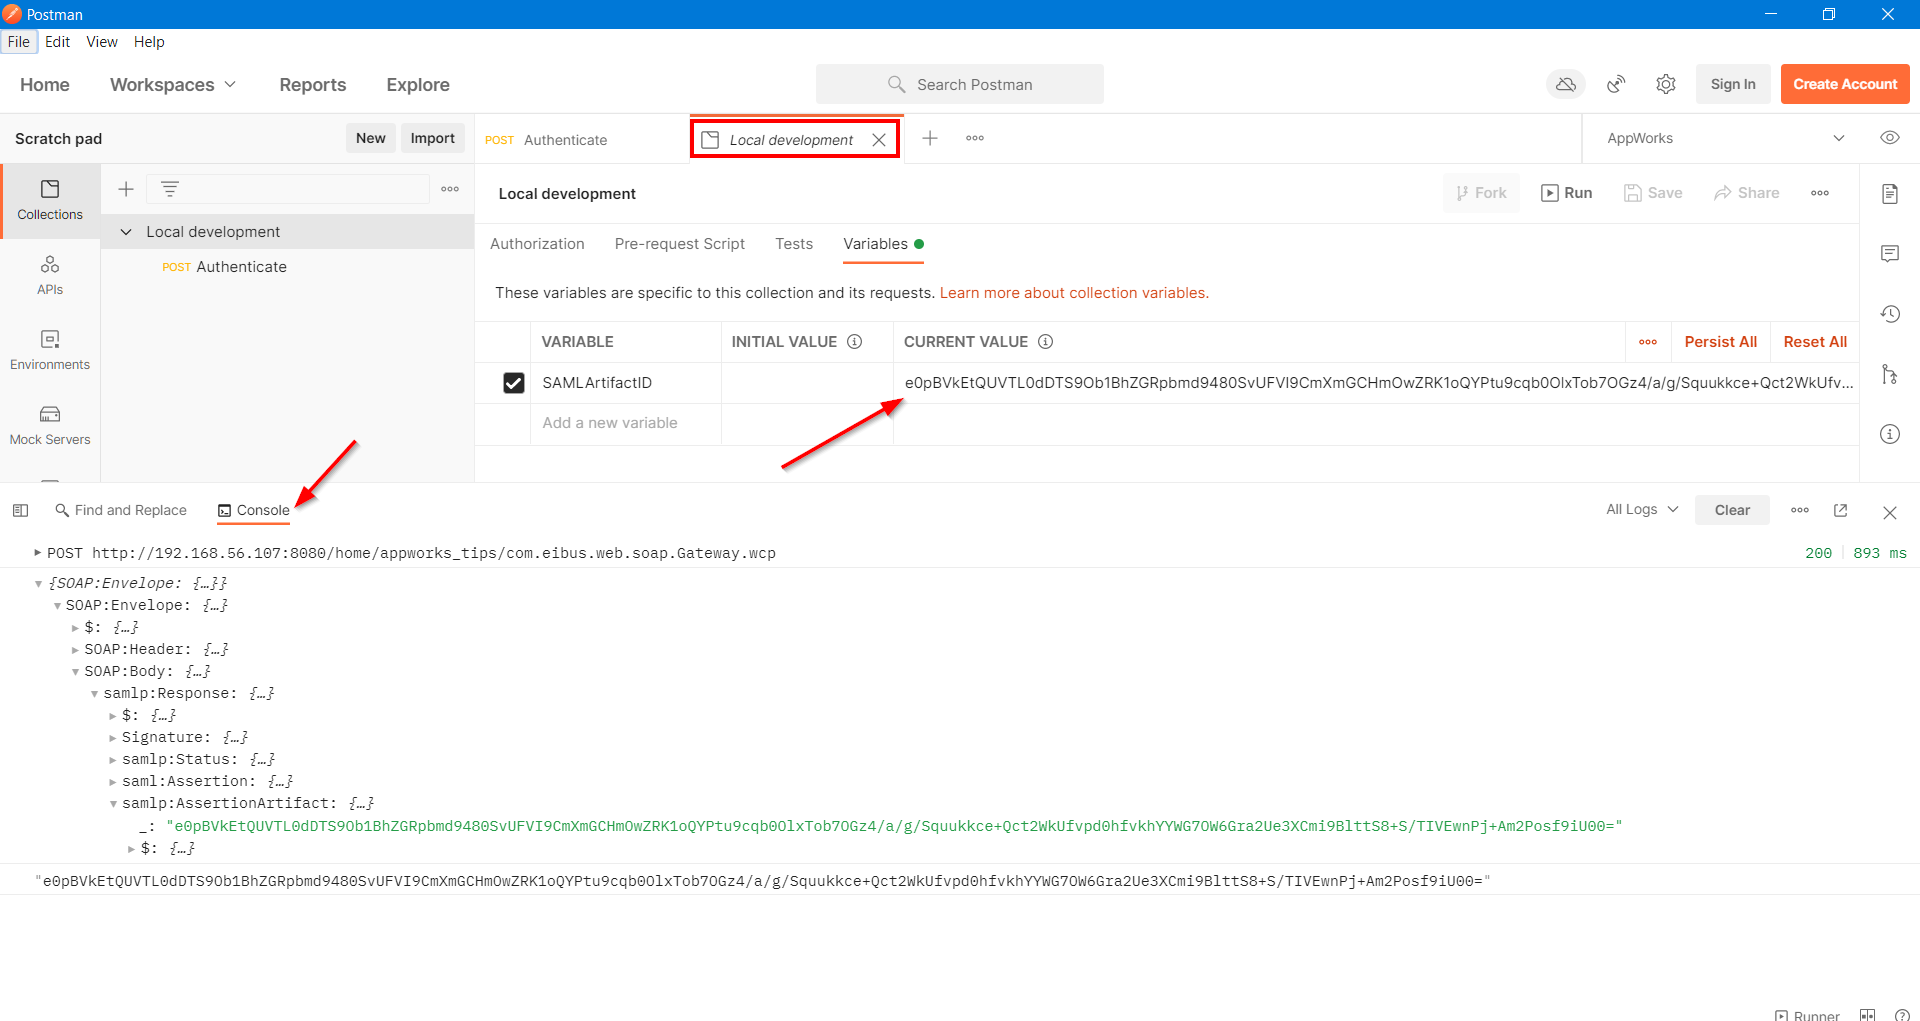 Postman
File Edit View Help
Home Workspaces Reports Explore Search Postman Sign In Create Account
Scratch pad New Import POST Authenticate Local development AppWorks
Local development Fork Run Save Share
Collections
Local development
POST Authenticate
Authorization Pre-request Script Tests Variables
APIs
These variables are specific to this collection and its requests. Learn more about collection variables.
VARIABLE INITIAL VALUE CURRENT VALUE Persist All Reset All
Environments
SAMLArtifactID e0pBVkEtQUVTL0dDTS9Ob1BhZGRpbmd9480SvUFVI9CmXmGCHmOwZRK1oQYPtu9cqb0OlxTob7OGz4/a/g/Squukkce+Qct2WkUfv...
Add a new variable
Mock Servers
Find and Replace Console All Logs Clear
POST http://192.168.56.107:8080/home/appworks_tips/com.eibus.web.soap.Gateway.wcp 200 893 ms
{SOAP:Envelope: {…}}
SOAP:Envelope: {…}
$: {…}
SOAP:Header: {…}
SOAP:Body: {…}
samlp:Response: {…}
$: {…}
Signature: {…}
samlp:Status: {…}
saml:Assertion: {…}
samlp:AssertionArtifact: {…}
_: "e0pBVkEtQUVTL0dDTS9Ob1BhZGRpbmd9480SvUFVI9CmXmGCHmOwZRK1oQYPtu9cqb0OlxTob7OGz4/a/g/Squukkce+Qct2WkUfvpd0hfvkhYYWG7OW6Gra2Ue3XCmi9BlttS8+S/TIVEwnPj+Am2Posf9iU00="
$: {…}
"e0pBVkEtQUVTL0dDTS9Ob1BhZGRpbmd9480SvUFVI9CmXmGCHmOwZRK1oQYPtu9cqb0OlxTob7OGz4/a/g/Squukkce+Qct2WkUfvpd0hfvkhYYWG7OW6Gra2Ue3XCmi9BlttS8+S/TIVEwnPj+Am2Posf9iU00="
Runner